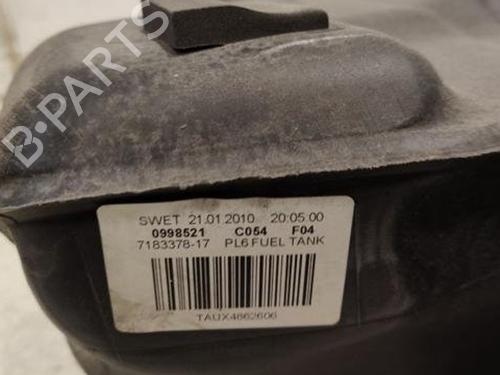 B-PARTS
SWET 21.01.2010 20:05:00
0998521 C054 F04
7183378-17 PL6 FUEL TANK
TAUX4862606